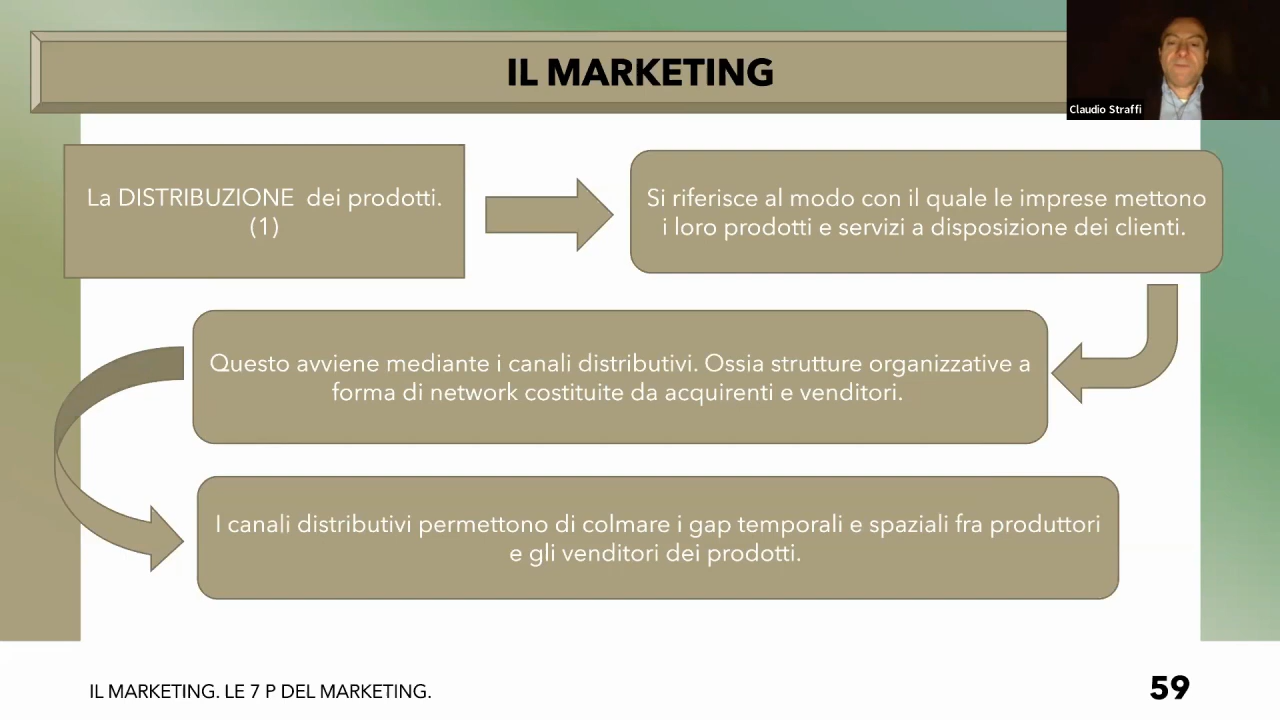 IL MARKETING
Claudio Straffi
La DISTRIBUZIONE dei prodotti.
(1)
Si riferisce al modo con il quale le imprese mettono
i loro prodotti e servizi a disposizione dei clienti.
Questo avviene mediante i canali distributivi. Ossia strutture organizzative a
forma di network costituite da acquirenti e venditori.
I canali distributivi permettono di colmare i gap temporali e spaziali fra produttori
e gli venditori dei prodotti.
IL MARKETING. LE 7 P DEL MARKETING.
59